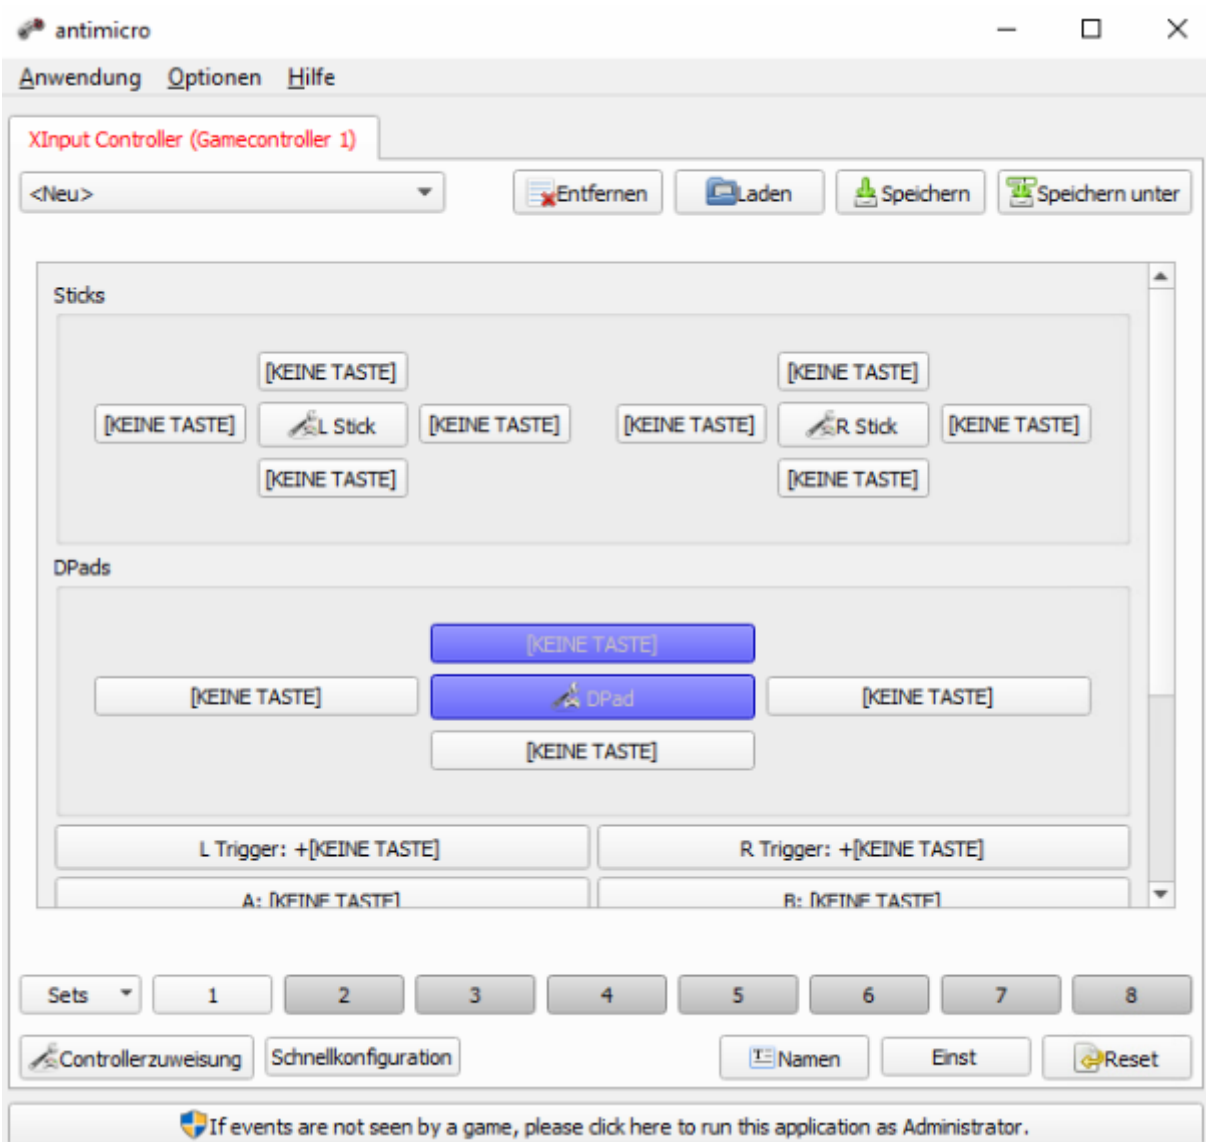 antimicro
Anwendung Optionen Hilfe
XInput Controller (Gamecontroller 1)
<Neu> Entfernen Laden Speichern Speichern unter
Sticks
[KEINE TASTE] [KEINE TASTE]
[KEINE TASTE] L Stick [KEINE TASTE] [KEINE TASTE] R Stick [KEINE TASTE]
[KEINE TASTE] [KEINE TASTE]
DPads
[KEINE TASTE]
[KEINE TASTE] DPad [KEINE TASTE]
[KEINE TASTE]
L Trigger: +[KEINE TASTE] R Trigger: +[KEINE TASTE]
A: [KEINE TASTE] B: [KEINE TASTE]
Sets 1 2 3 4 5 6 7 8
Controllerzuweisung Schnellkonfiguration Namen Einst Reset
If events are not seen by a game, please click here to run this application as Administrator.